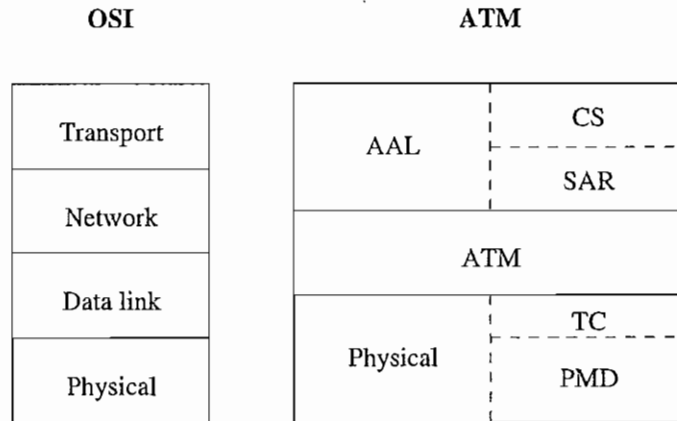 OSI
ATM
Transport
Network
Data link
Physical
AAL
CS
SAR
ATM
Physical
TC
PMD